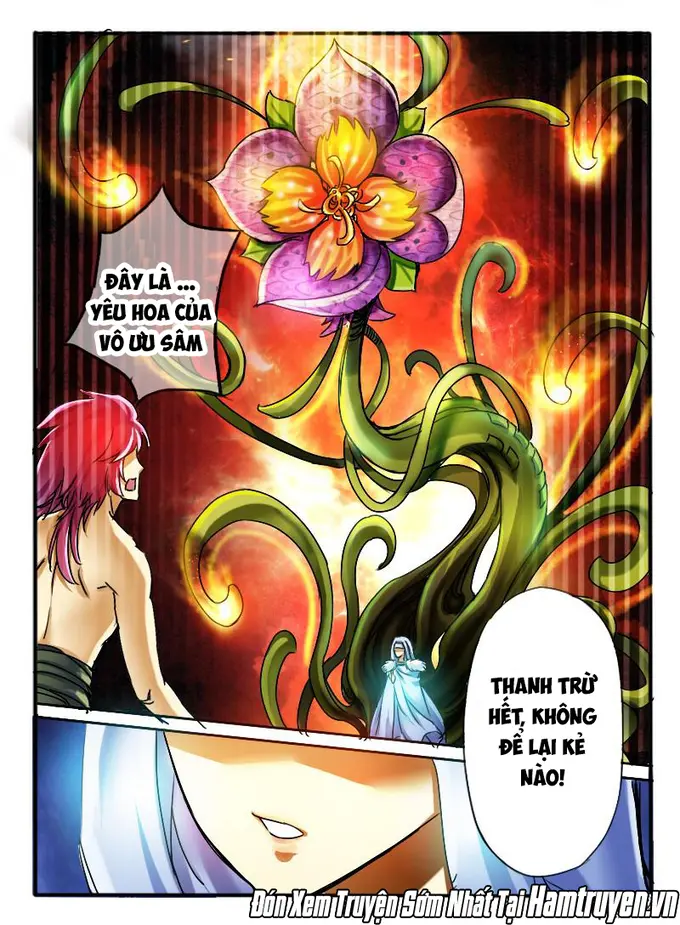 ĐÂY LÀ ...
YÊU HOA CỦA
VÔ ƯU SÂM
THANH TRỪ
HẾT, KHÔNG
ĐỂ LẠI KẺ
NÀO!
Đón Xem Truyện Sớm Nhất Tại Hamtruyen.vn